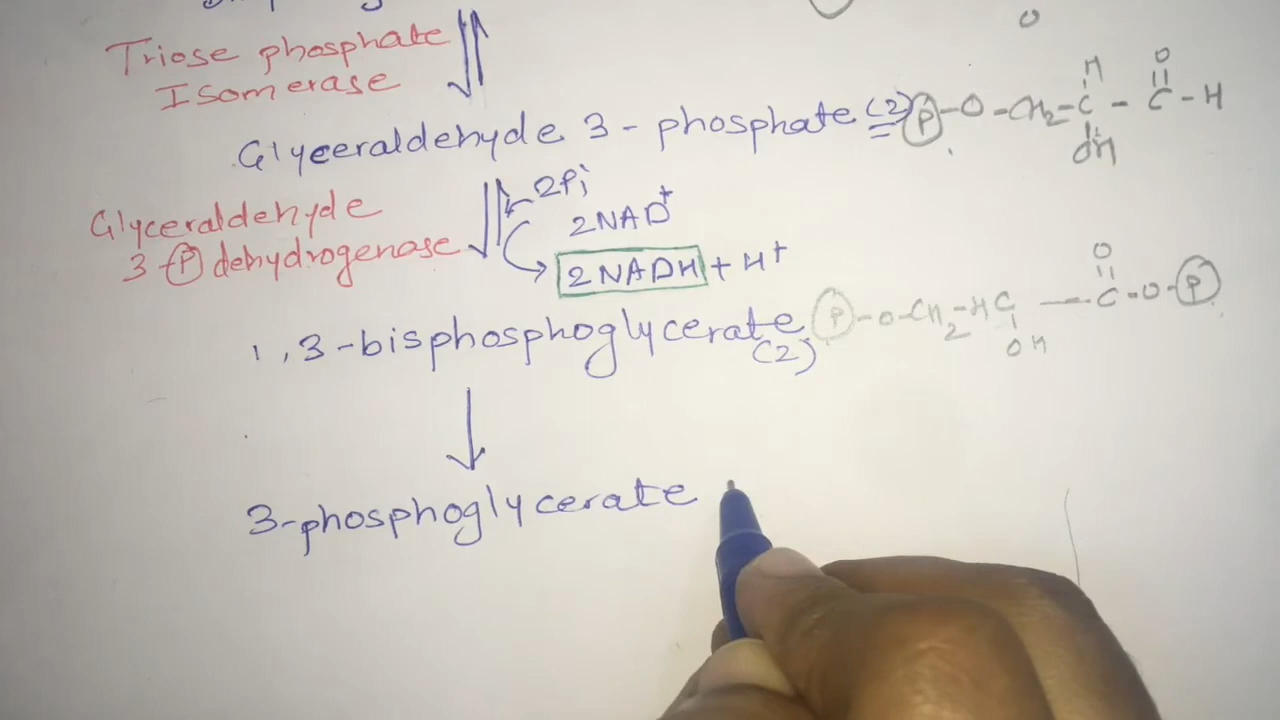 Triose phosphate
Isomerase
O
Glyceraldehyde 3-phosphate (2)
P-O-CH2-C-C-H
H
O
OH
Glyceraldehyde
3-P dehydrogenase
2Pi
2NAD+
2NADH + H+
1,3-bisphosphoglycerate
(2)
P-O-CH2-HC-C-O-P
O
OH
3-phosphoglycerate